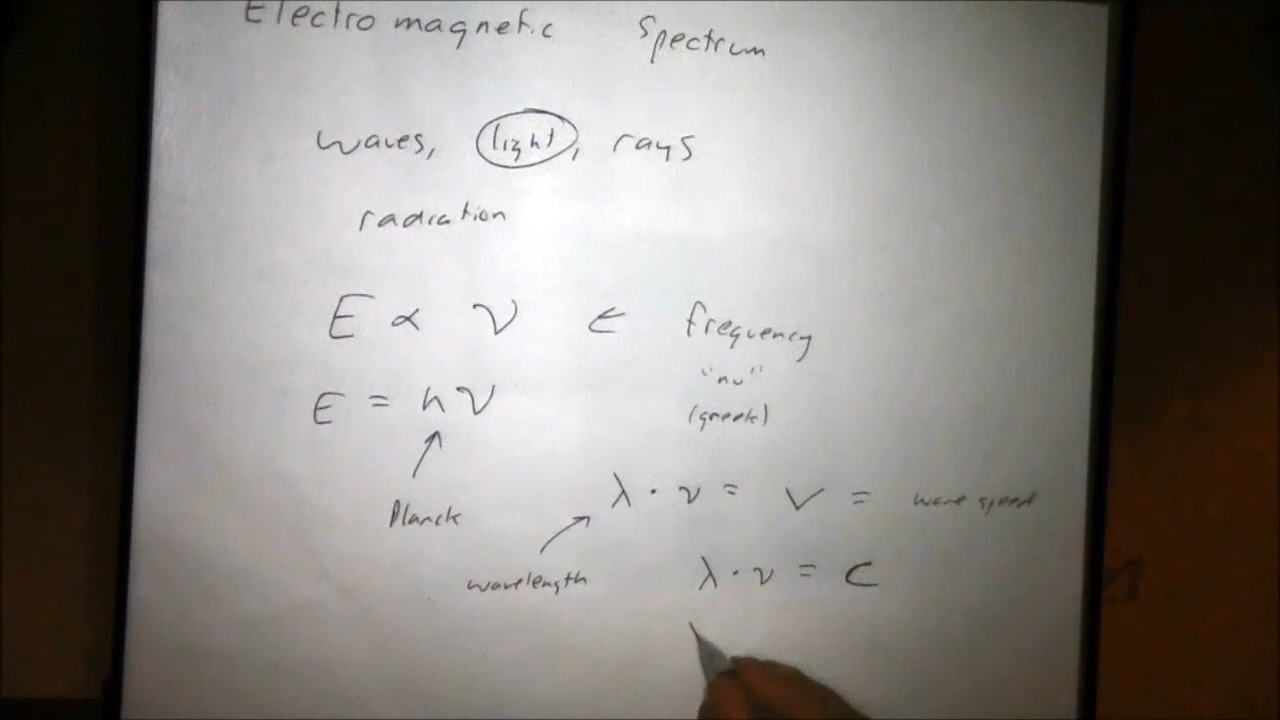 Electromagnetic Spectrum
waves, light, rays
radiation
E ∝ ν ← frequency
"nu"
E = hν
(greek)
λ · ν = v = wave speed
Planck
wavelength
λ · ν = c